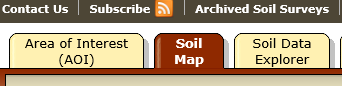 Contact Us Subscribe Archived Soil Surveys
Area of Interest Soil Soil Data
(AOI) Map Explorer